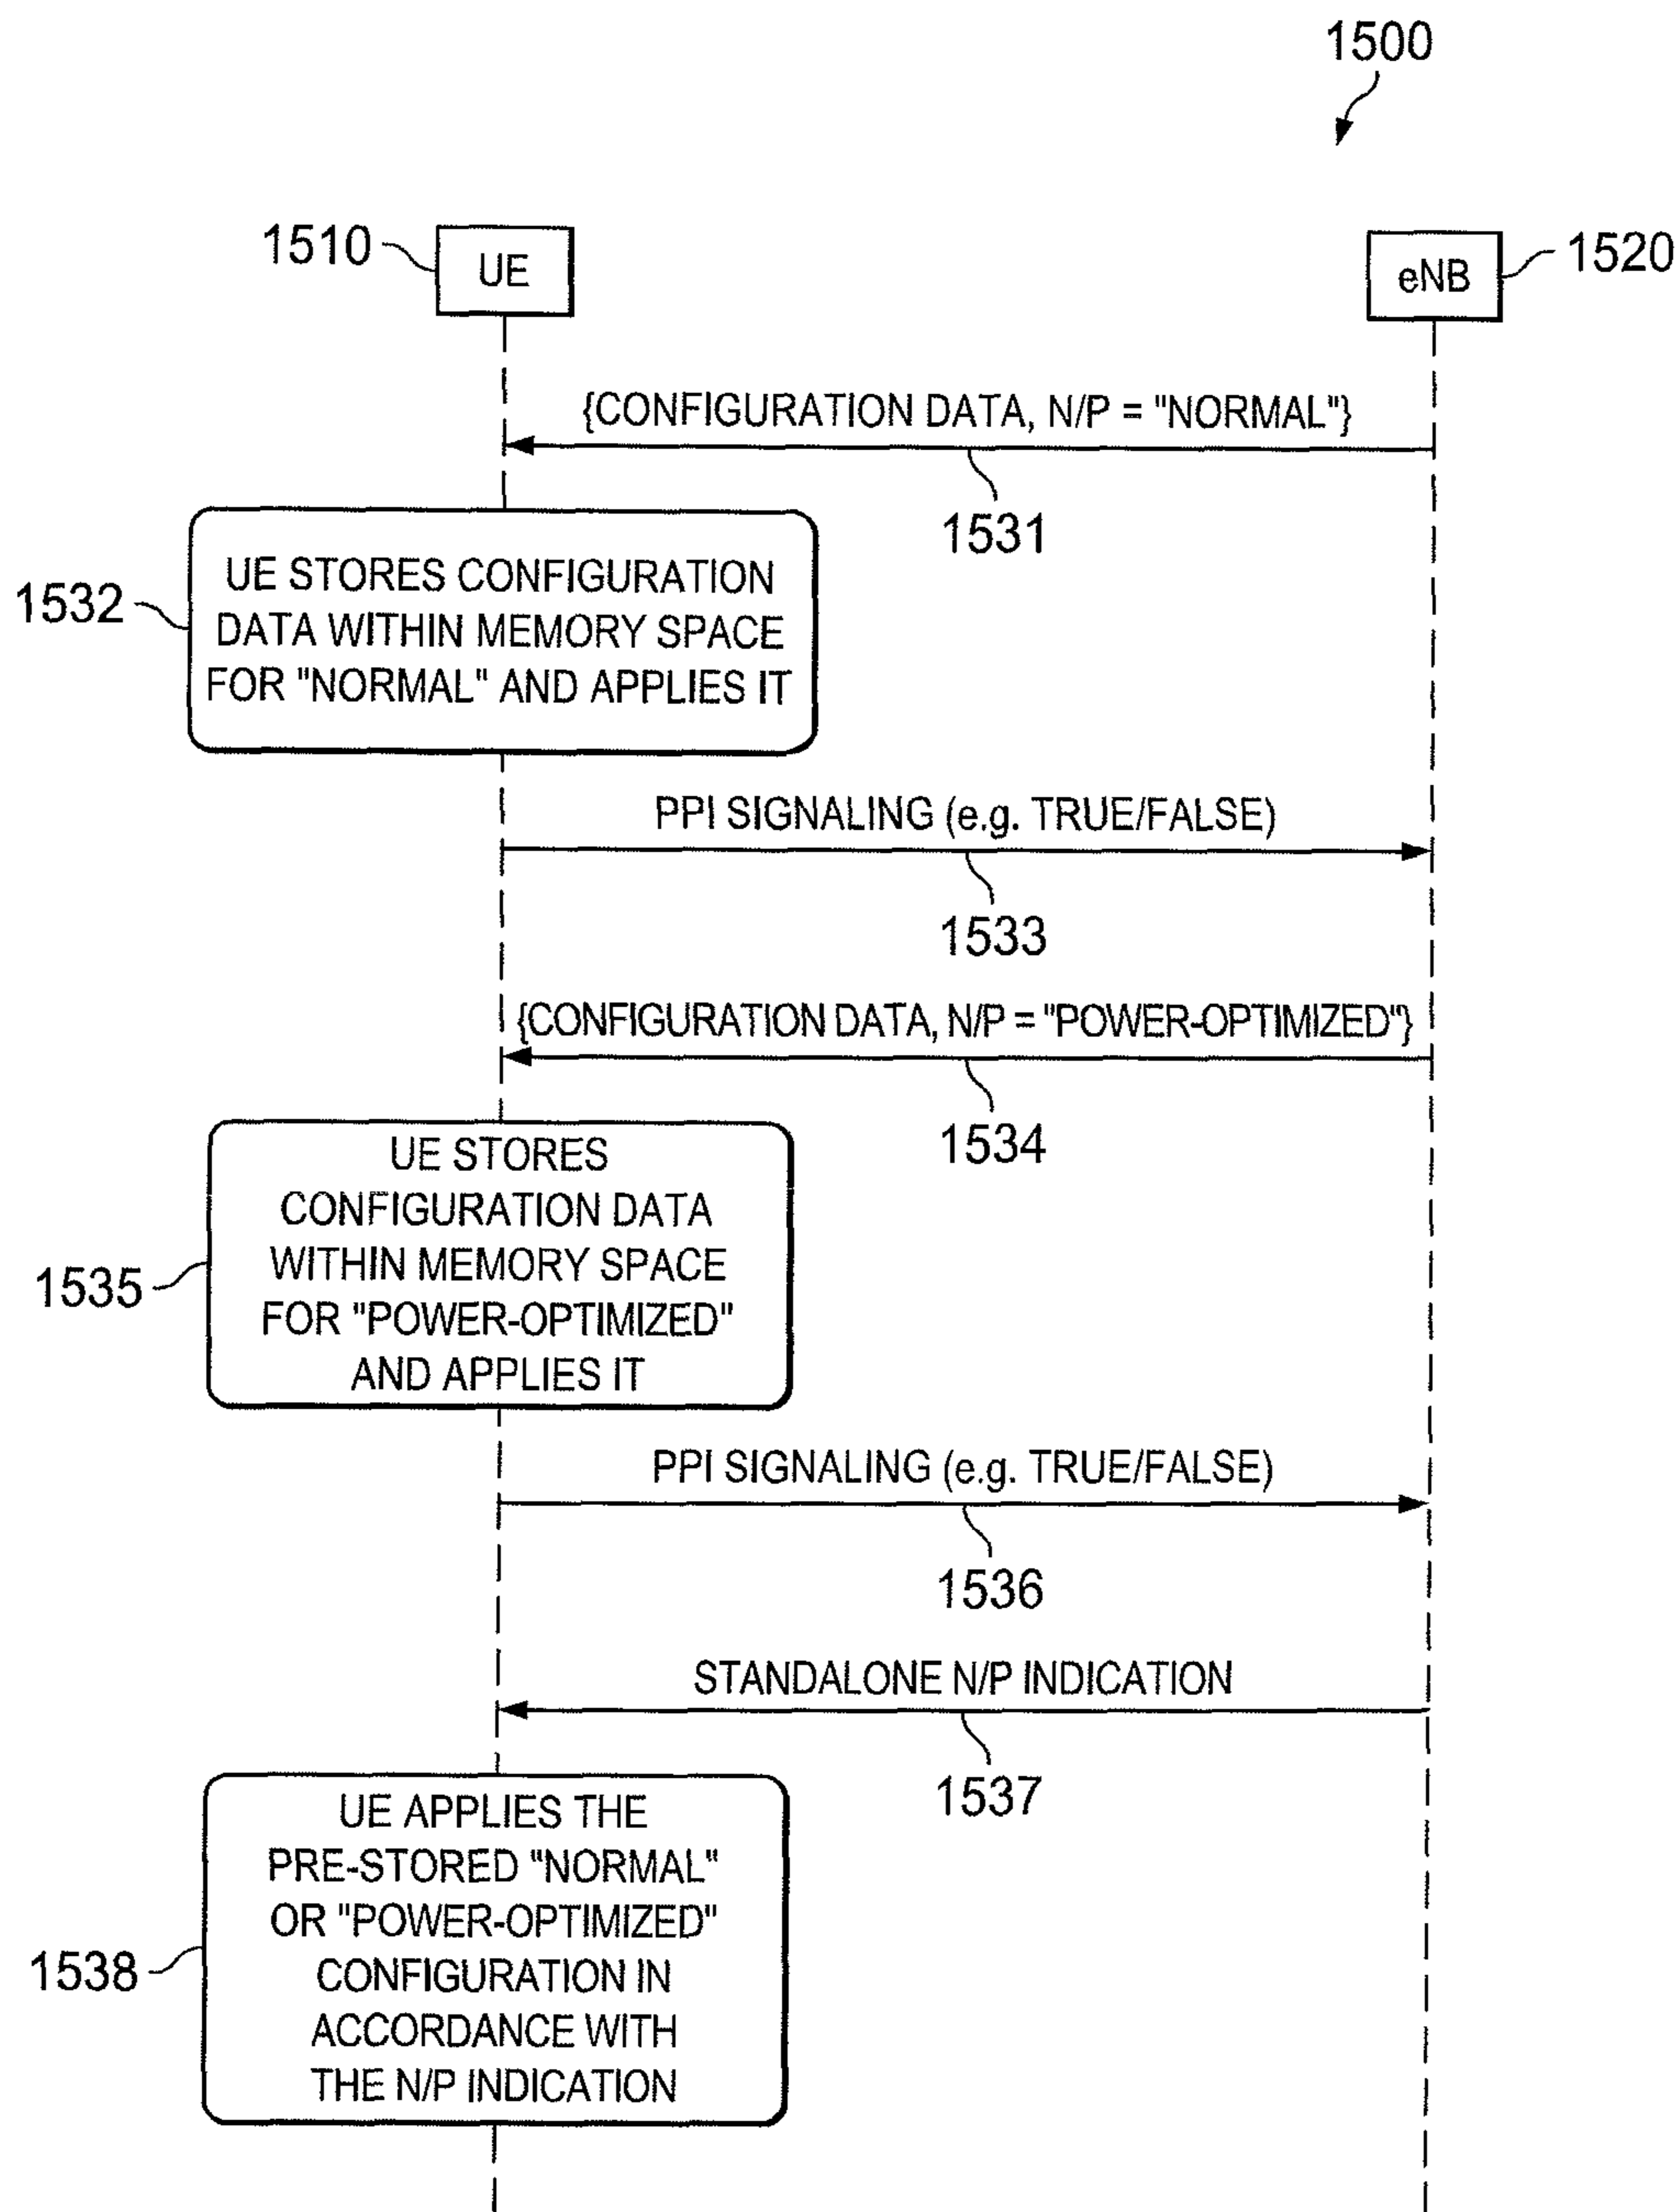 1500
1510
UE
eNB
1520
{CONFIGURATION DATA, N/P = "NORMAL"}
1531
1532
UE STORES CONFIGURATION
DATA WITHIN MEMORY SPACE
FOR "NORMAL" AND APPLIES IT
PPI SIGNALING (e.g. TRUE/FALSE)
1533
{CONFIGURATION DATA, N/P = "POWER-OPTIMIZED"}
1534
1535
UE STORES
CONFIGURATION DATA
WITHIN MEMORY SPACE
FOR "POWER-OPTIMIZED"
AND APPLIES IT
PPI SIGNALING (e.g. TRUE/FALSE)
1536
STANDALONE N/P INDICATION
1537
1538
UE APPLIES THE
PRE-STORED "NORMAL"
OR "POWER-OPTIMIZED"
CONFIGURATION IN
ACCORDANCE WITH
THE N/P INDICATION